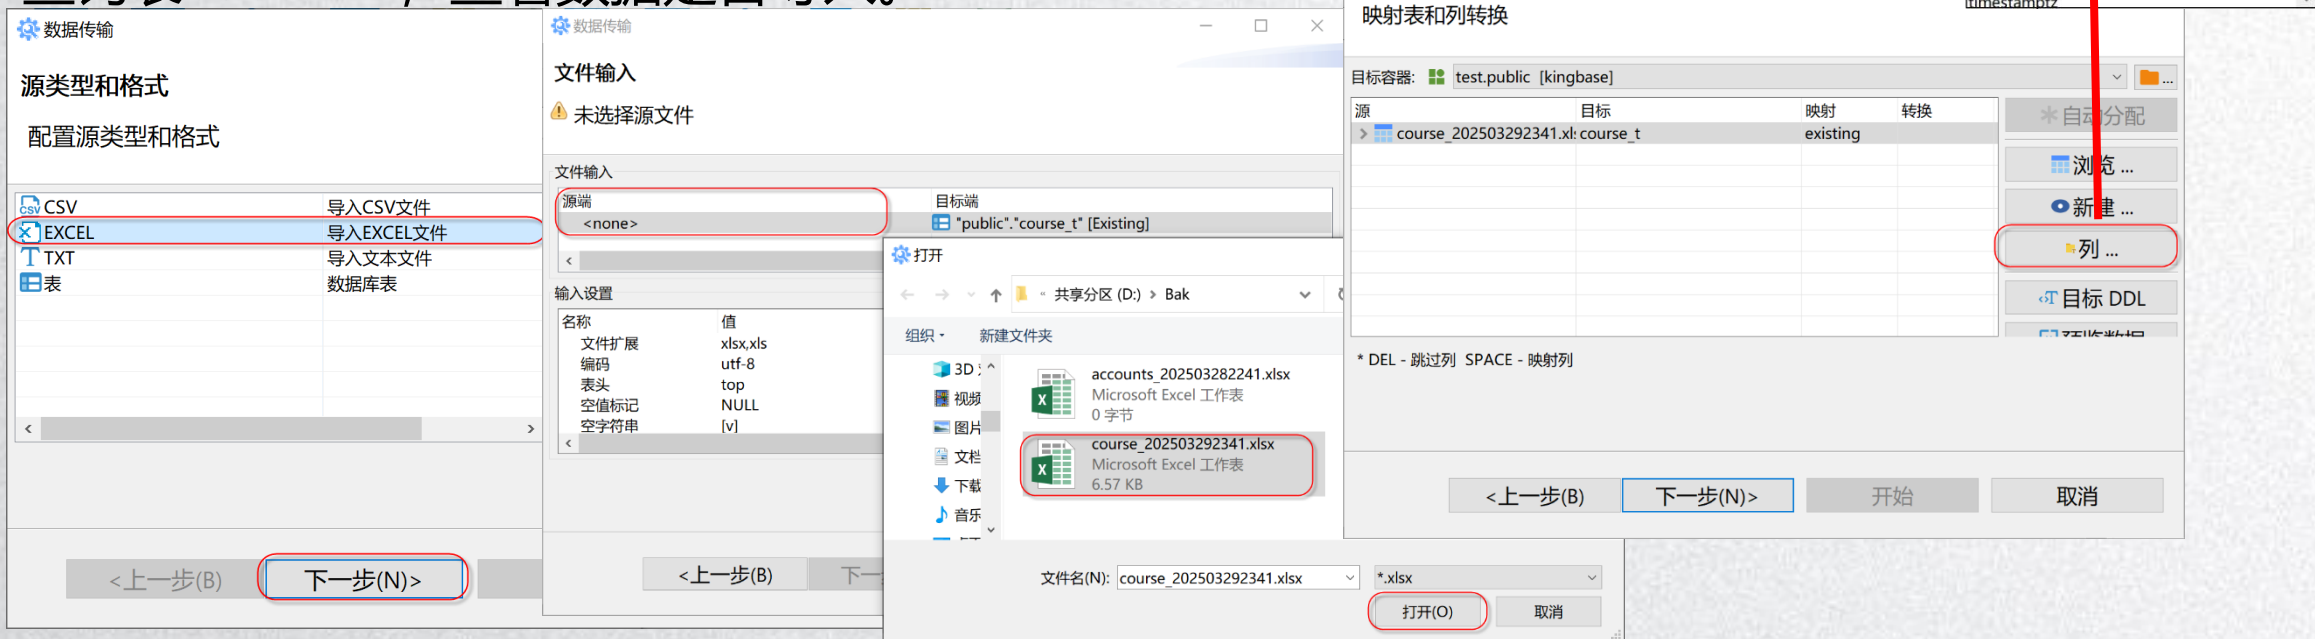 数据传输
源类型和格式
配置源类型和格式
CSV 导入CSV文件
EXCEL 导入EXCEL文件
TXT 导入文本文件
表 数据库表
<上一步(B)
下一步(N)>
数据传输
文件输入
未选择源文件
文件输入
源端 目标端
<none> "public"."course_t" [Existing]
输入设置
名称 值
文件扩展 xlsx,xls
编码 utf-8
表头 top
空值标记 NULL
空字符串 [v]
<上一步(B)
下一
打开
共享分区 (D:) > Bak
组织 新建文件夹
3D
视频
图片
文档
下载
音乐
accounts_202503282241.xlsx
Microsoft Excel 工作表
0 字节
course_202503292341.xlsx
Microsoft Excel 工作表
6.57 KB
文件名(N): course_202503292341.xlsx *.xlsx
打开(O) 取消
timestamptz
映射表和列转换
目标容器: test.public [kingbase] ...
源 目标 映射 转换
course_202503292341.xl course_t existing
自动分配
浏览 ...
新建 ...
列 ...
目标 DDL
* DEL - 跳过列 SPACE - 映射列
<上一步(B) 下一步(N)> 开始 取消